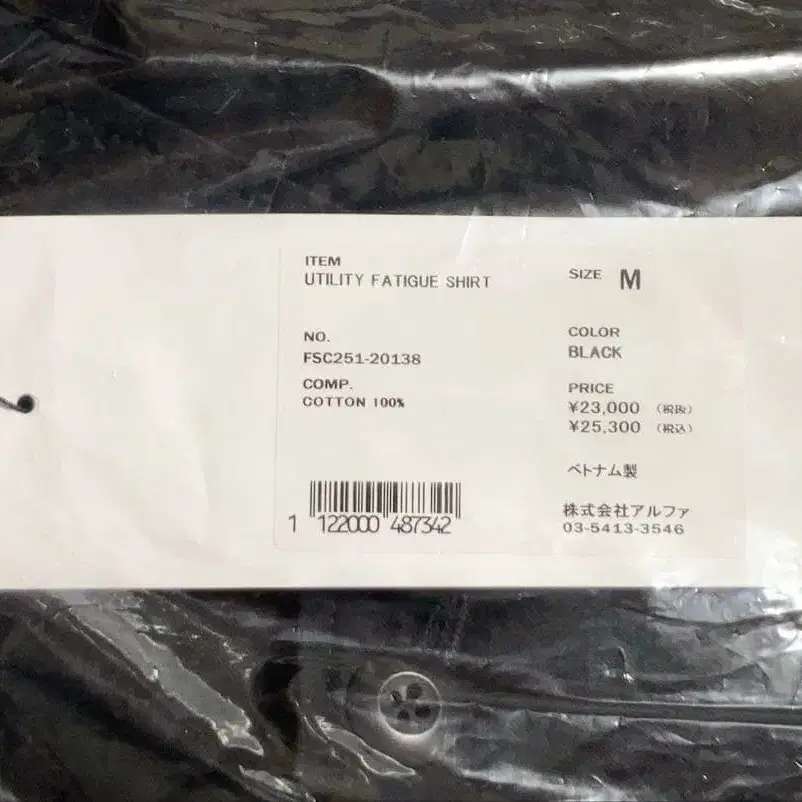 ITEM
UTILITY FATIGUE SHIRT
SIZE M
NO.
FSC251-20138
COMP.
COTTON 100%
COLOR
BLACK
PRICE
¥23,000 (税抜)
¥25,300 (税込)
ベトナム製
株式会社アルファ
03-5413-3546
1 122000 487342